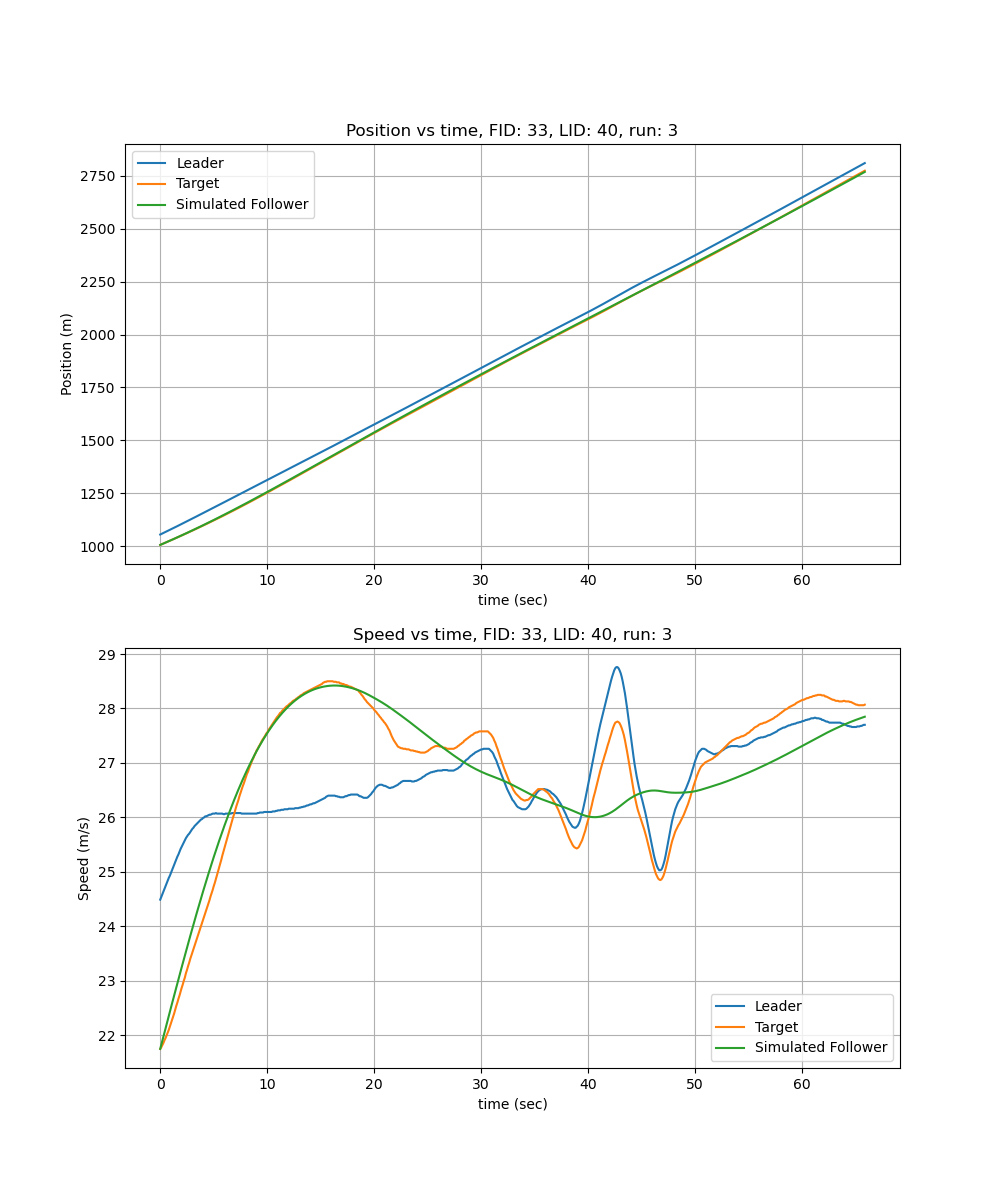 Position vs time, FID: 33, LID: 40, run: 3
Leader
Target
Simulated Follower
Position (m)
2750
2500
2250
2000
1750
1500
1250
1000
0 10 20 30 40 50 60
time (sec)
Speed vs time, FID: 33, LID: 40, run: 3
Speed (m/s)
29
28
27
26
25
24
23
22
Leader
Target
Simulated Follower
0 10 20 30 40 50 60
time (sec)